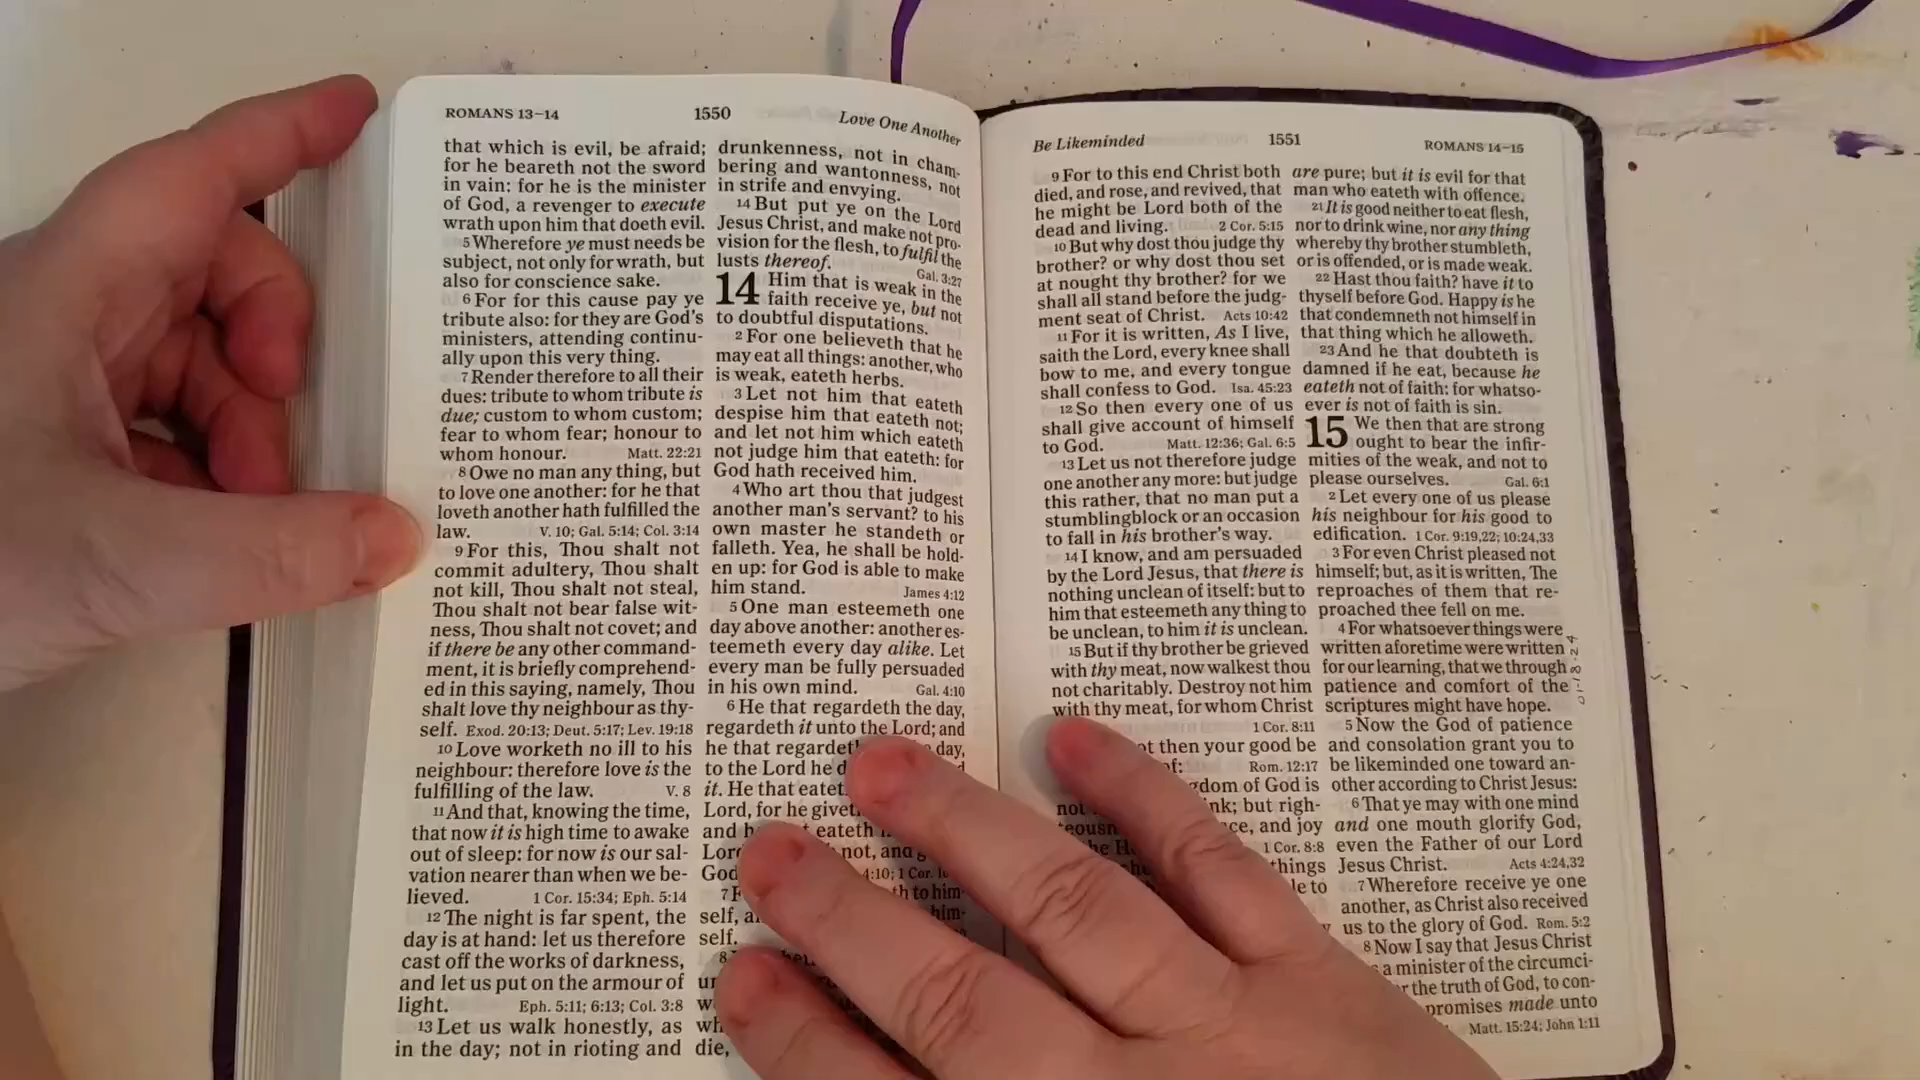 ROMANS 13–14
1550
Love One Another
that which is evil, be afraid;
for he beareth not the sword
in vain: for he is the minister
of God, a revenger to execute
wrath upon him that doeth evil.
5 Wherefore ye must needs be
subject, not only for wrath, but
also for conscience sake.
6 For for this cause pay ye
tribute also: for they are God's
ministers, attending continu-
ally upon this very thing.
7 Render therefore to all their
dues: tribute to whom tribute is
due; custom to whom custom;
fear to whom fear; honour to
whom honour. Matt. 22:21
8 Owe no man any thing, but
to love one another: for he that
loveth another hath fulfilled the
law. V. 10; Gal. 5:14; Col. 3:14
9 For this, Thou shalt not
commit adultery, Thou shalt
not kill, Thou shalt not steal,
Thou shalt not bear false wit-
ness, Thou shalt not covet; and
if there be any other command-
ment, it is briefly comprehend-
ed in this saying, namely, Thou
shalt love thy neighbour as thy-
self. Exod. 20:13; Deut. 5:17; Lev. 19:18
10 Love worketh no ill to his
neighbour: therefore love is the
fulfilling of the law. V. 8
11 And that, knowing the time,
that now it is high time to awake
out of sleep: for now is our sal-
vation nearer than when we be-
lieved. 1 Cor. 15:34; Eph. 5:14
12 The night is far spent, the
day is at hand: let us therefore
cast off the works of darkness,
and let us put on the armour of
light. Eph. 5:11; 6:13; Col. 3:8
13 Let us walk honestly, as
in the day; not in rioting and
drunkenness, not in cham-
bering and wantonness, not
in strife and envying.
14 But put ye on the Lord
Jesus Christ, and make not pro-
vision for the flesh, to fulfil the
lusts thereof. Gal. 3:27
14 Him that is weak in the
faith receive ye, but not
to doubtful disputations.
2 For one believeth that he
may eat all things: another, who
is weak, eateth herbs.
3 Let not him that eateth
despise him that eateth not;
and let not him which eateth
not judge him that eateth: for
God hath received him.
4 Who art thou that judgest
another man's servant? to his
own master he standeth or
falleth. Yea, he shall be hold-
en up: for God is able to make
him stand. James 4:12
5 One man esteemeth one
day above another: another es-
teemeth every day alike. Let
every man be fully persuaded
in his own mind. Gal. 4:10
6 He that regardeth the day,
regardeth it unto the Lord; and
he that regardeth day,
to the Lord he
it. He that
Lord, for he
and eateth
not, and
4:10; 1 Cor.
7
self,
self.
8
die,
Be Likeminded
1551
ROMANS 14–15
9 For to this end Christ both
died, and rose, and revived, that
he might be Lord both of the
dead and living. 2 Cor. 5:15
10 But why dost thou judge thy
brother? or why dost thou set
at nought thy brother? for we
shall all stand before the judg-
ment seat of Christ. Acts 10:42
11 For it is written, As I live,
saith the Lord, every knee shall
bow to me, and every tongue
shall confess to God. Isa. 45:23
12 So then every one of us
shall give account of himself
to God. Matt. 12:36; Gal. 6:5
13 Let us not therefore judge
one another any more: but judge
this rather, that no man put a
stumblingblock or an occasion
to fall in his brother's way.
14 I know, and am persuaded
by the Lord Jesus, that there is
nothing unclean of itself: but to
him that esteemeth any thing to
be unclean, to him it is unclean.
15 But if thy brother be grieved
with thy meat, now walkest thou
not charitably. Destroy not him
with thy meat, for whom Christ
1 Cor. 8:11
then your good be
Rom. 12:17
of God is
but righ-
and joy
1 Cor. 8:8
things
to
are pure; but it is evil for that
man who eateth with offence.
21 It is good neither to eat flesh,
nor to drink wine, nor any thing
whereby thy brother stumbleth,
or is offended, or is made weak.
22 Hast thou faith? have it to
thyself before God. Happy is he
that condemneth not himself in
that thing which he alloweth.
23 And he that doubteth is
damned if he eat, because he
eateth not of faith: for whatso-
ever is not of faith is sin.
15 We then that are strong
ought to bear the infir-
mities of the weak, and not to
please ourselves. Gal. 6:1
2 Let every one of us please
his neighbour for his good to
edification. 1 Cor. 9:19,22; 10:24,33
3 For even Christ pleased not
himself; but, as it is written, The
reproaches of them that re-
proached thee fell on me.
4 For whatsoever things were
written aforetime were written
for our learning, that we through
patience and comfort of the
scriptures might have hope.
5 Now the God of patience
and consolation grant you to
be likeminded one toward an-
other according to Christ Jesus:
6 That ye may with one mind
and one mouth glorify God,
even the Father of our Lord
Jesus Christ. Acts 4:24,32
7 Wherefore receive ye one
another, as Christ also received
us to the glory of God. Rom. 5:2
8 Now I say that Jesus Christ
a minister of the circumci-
the truth of God, to con-
promises made unto
Matt. 15:24; John 1:11